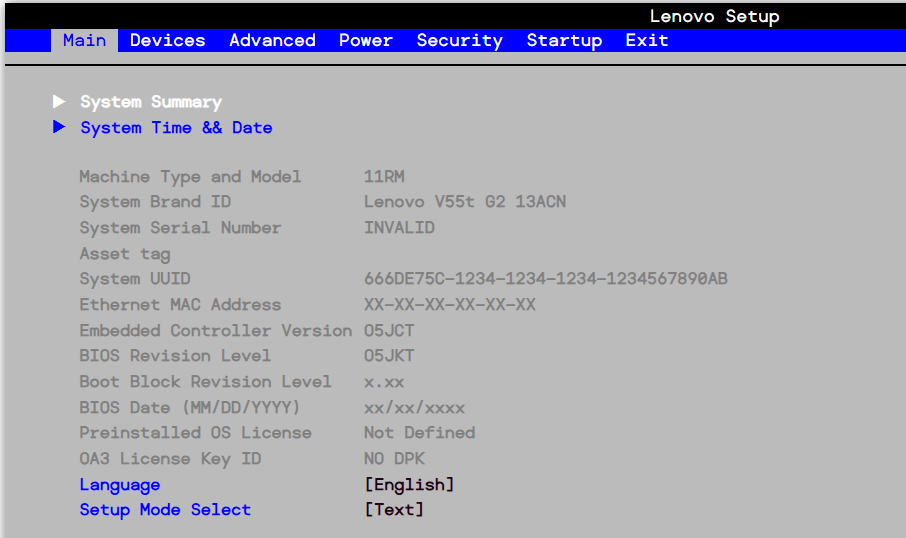 Lenovo Setup
Main Devices Advanced Power Security Startup Exit
System Summary
System Time && Date
Machine Type and Model 11RM
System Brand ID Lenovo V55t G2 13ACN
System Serial Number INVALID
Asset tag
System UUID 666DE75C-1234-1234-1234-1234567890AB
Ethernet MAC Address XX-XX-XX-XX-XX-XX
Embedded Controller Version O5JCT
BIOS Revision Level O5JKT
Boot Block Revision Level x.xx
BIOS Date (MM/DD/YYYY) xx/xx/xxxx
Preinstalled OS License Not Defined
OA3 License Key ID NO DPK
Language [English]
Setup Mode Select [Text]